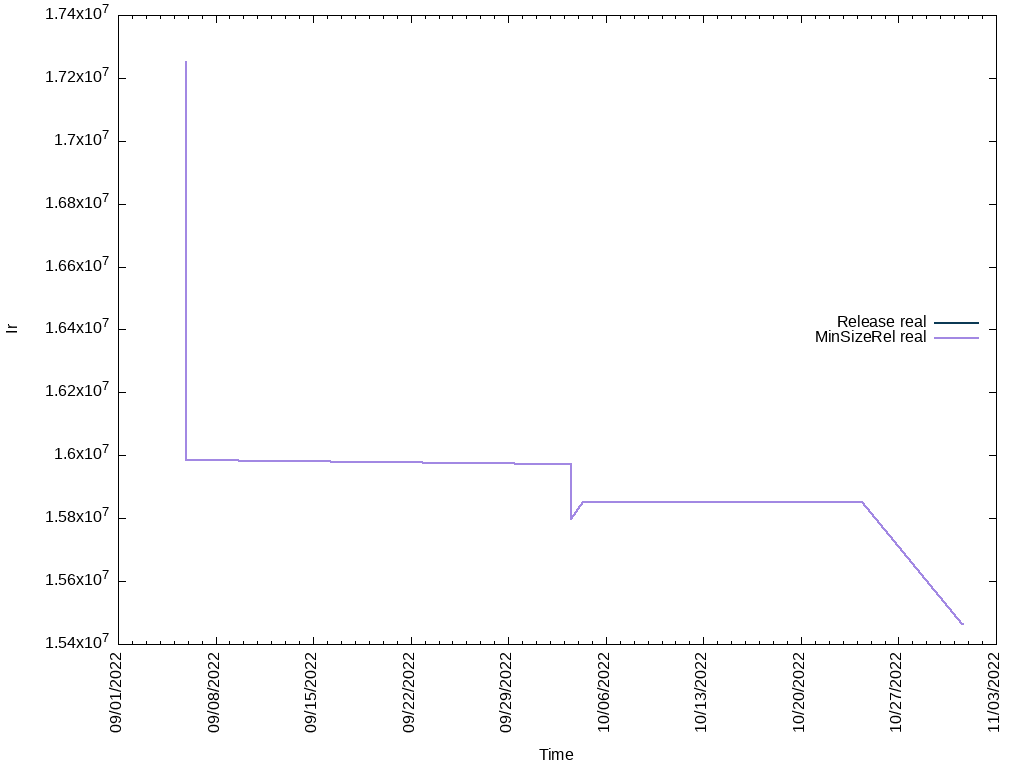 1.74x10^7
1.72x10^7
1.7x10^7
1.68x10^7
1.66x10^7
1.64x10^7
1.62x10^7
1.6x10^7
1.58x10^7
1.56x10^7
1.54x10^7
Ir
Release real
MinSizeRel real
09/01/2022
09/08/2022
09/15/2022
09/22/2022
09/29/2022
10/06/2022
10/13/2022
10/20/2022
10/27/2022
11/03/2022
Time